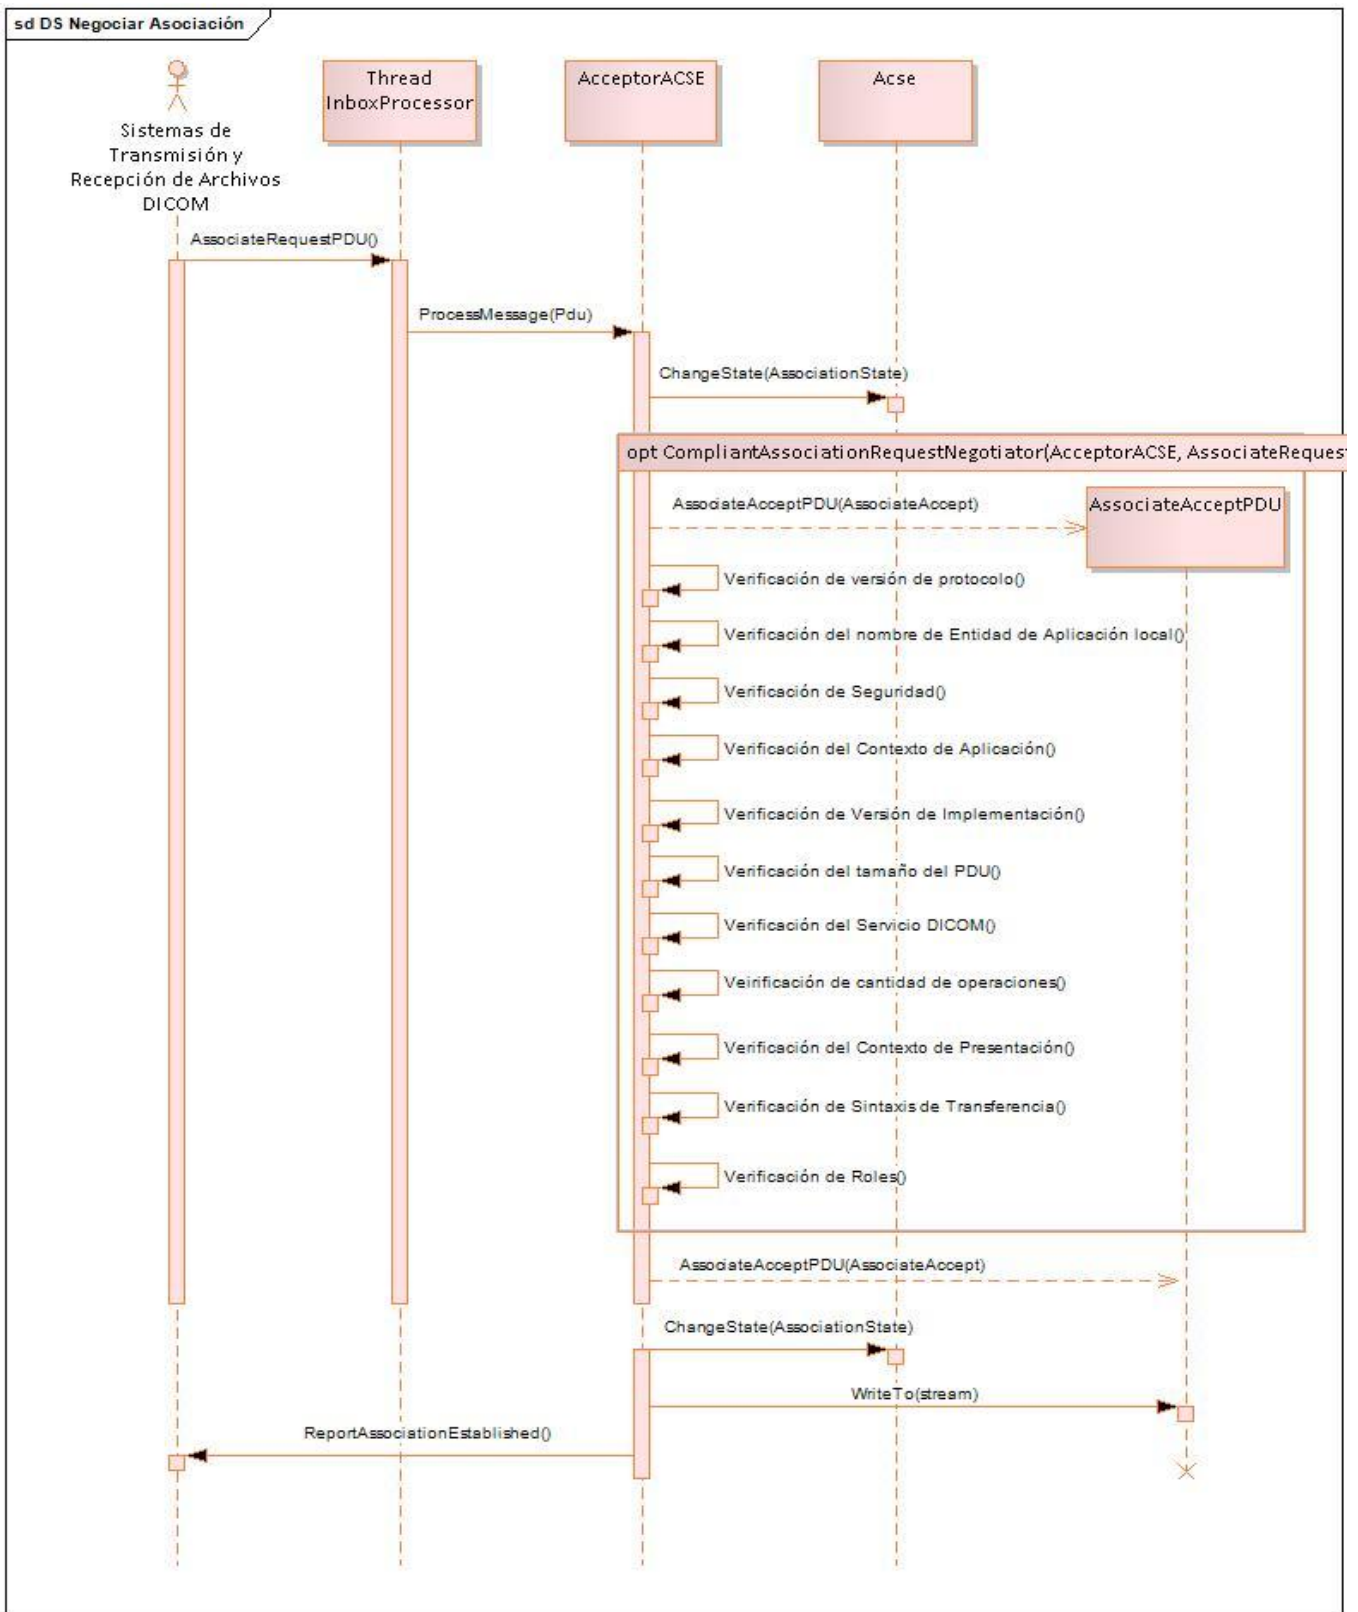 sd DS Negociar Asociación
Sistemas de
Transmisión y
Recepción de Archivos
DICOM
Thread
InboxProcessor
AcceptorACSE
Acse
AssociateRequestPDU()
ProcessMessage(Pdu)
ChangeState(AssociationState)
opt CompliantAssociationRequestNegotiator(AcceptorACSE, AssociateRequest
AssociateAcceptPDU(AssociateAccept)
AssociateAcceptPDU
Verificación de versión de protocolo()
Verificación del nombre de Entidad de Aplicación local()
Verificación de Seguridad()
Verificación del Contexto de Aplicación()
Verificación de Versión de Implementación()
Verificación del tamaño del PDU()
Verificación del Servicio DICOM()
Veirificación de cantidad de operaciones()
Verificación del Contexto de Presentación()
Verificación de Sintaxis de Transferencia()
Verificación de Roles()
AssociateAcceptPDU(AssociateAccept)
ChangeState(AssociationState)
WriteTo(stream)
ReportAssociationEstablished()